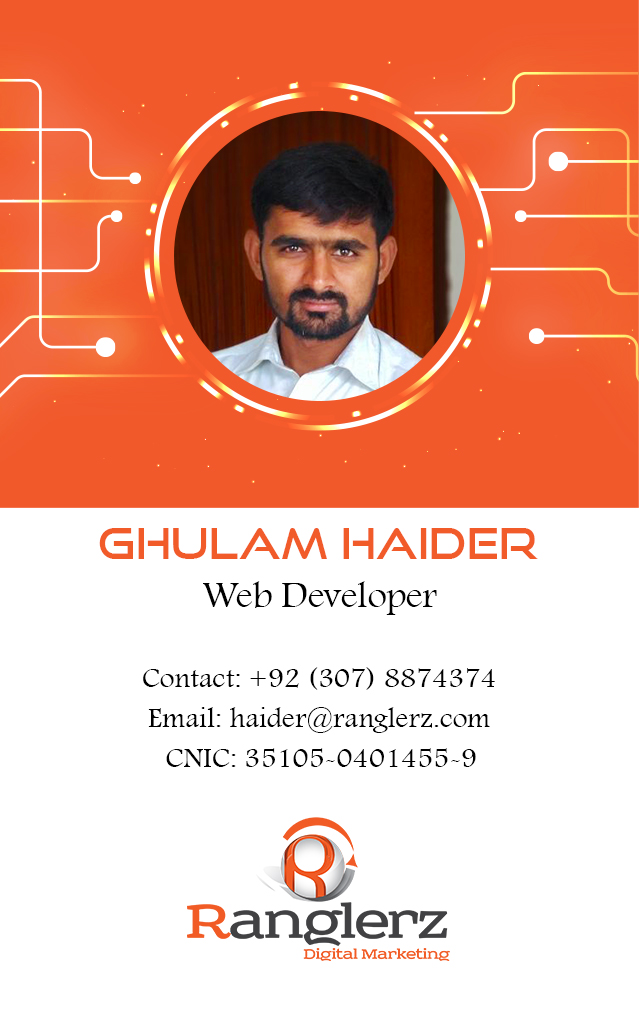 GHULAM HAIDER
Web Developer
Contact: +92 (307) 8874374
Email: haider@ranglerz.com
CNIC: 35105-0401455-9
R
Ranglerz
Digital Marketing